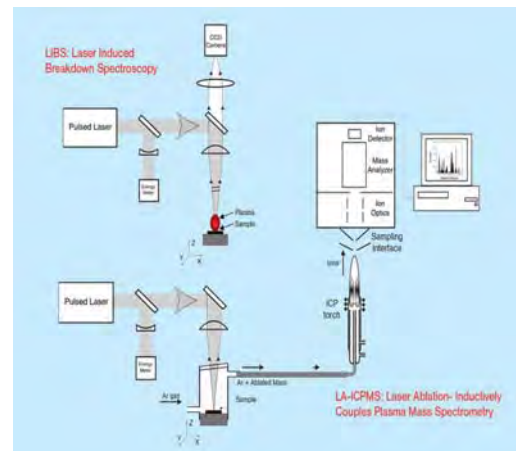 LIBS: Laser Induced
Breakdown Spectroscopy
CCD
Camera
Pulsed Laser
Energy
Meter
Plasma
Sample
Z
Y
X
Ion
Detector
Mass
Analyzer
Ion
Optics
Sampling
Interface
Ions
ICP
torch
Pulsed Laser
Energy
Meter
Ar + Ablated Mass
Ar gas
Sample
Z
Y
X
LA-ICPMS: Laser Ablation- Inductively
Couples Plasma Mass Spectrometry